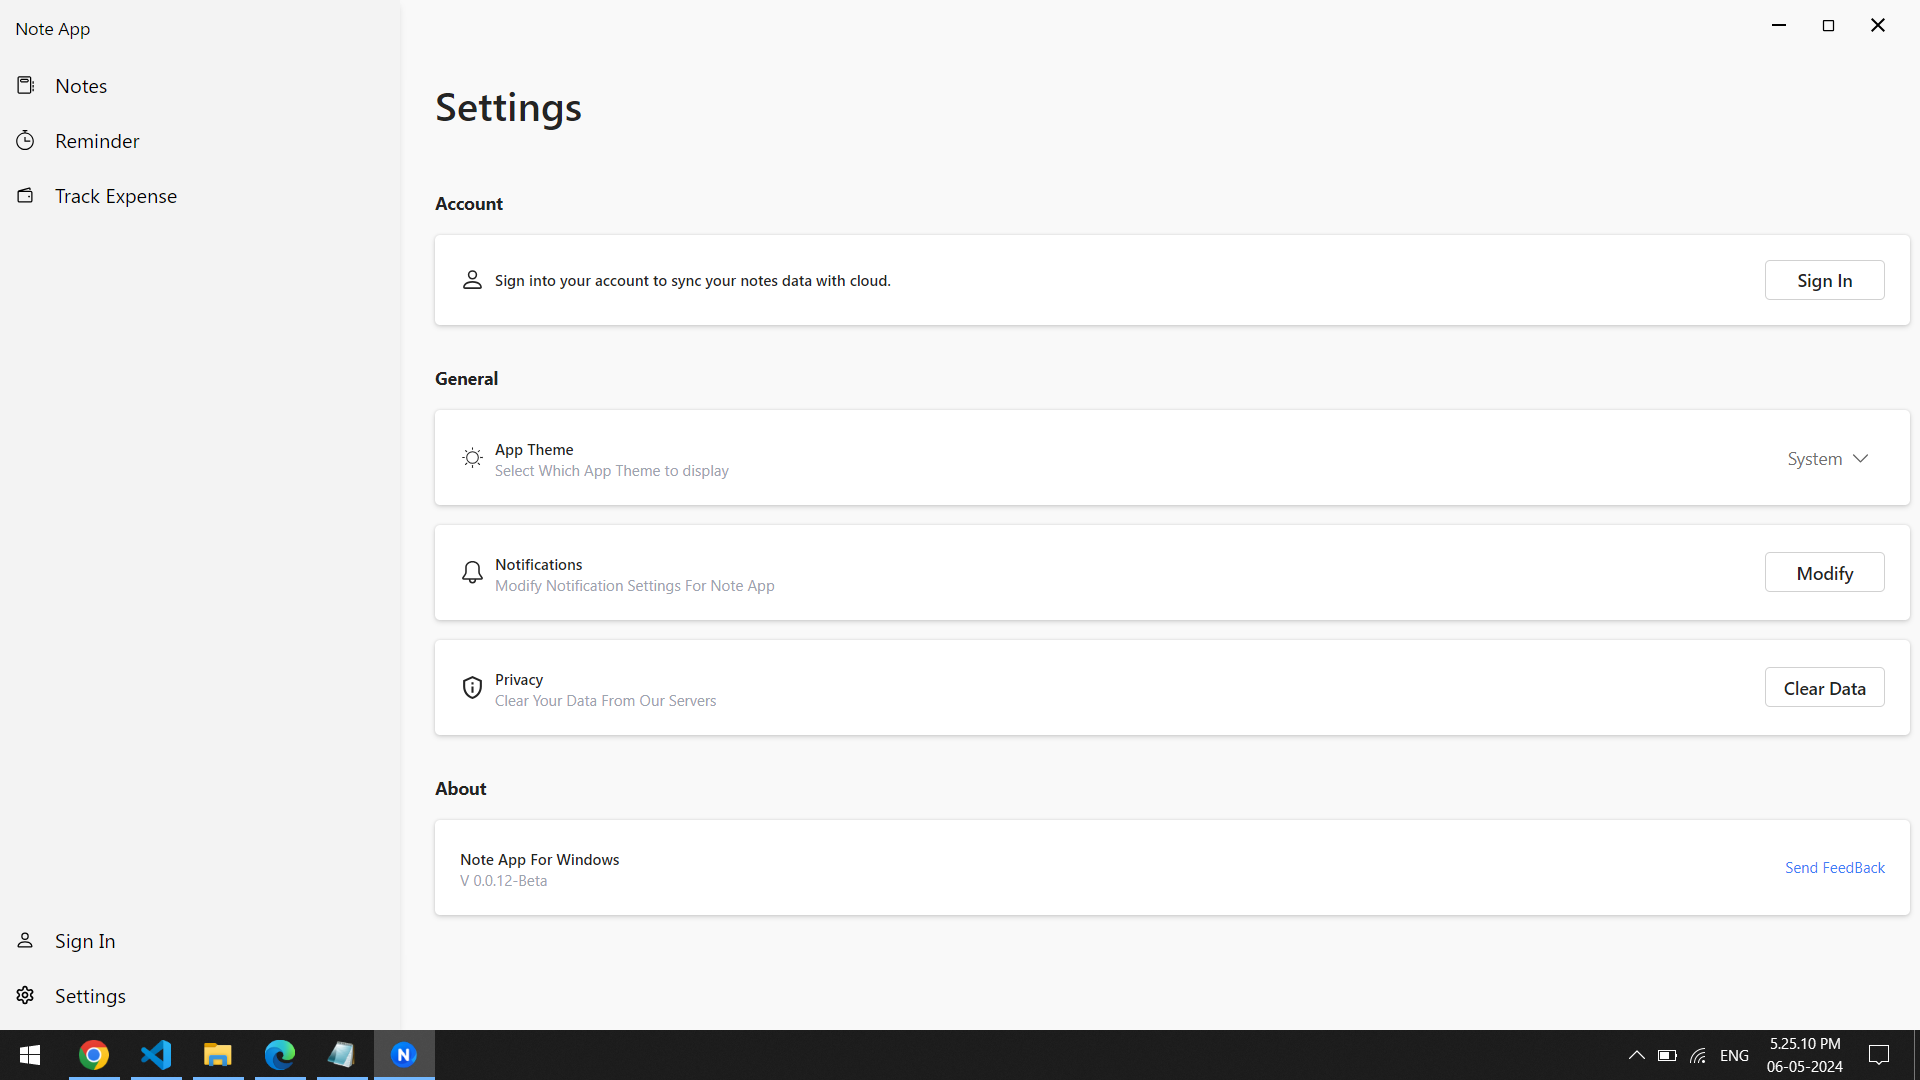 Note App
Notes
Reminder
Track Expense
Sign In
Settings
Settings
Account
Sign into your account to sync your notes data with cloud.
Sign In
General
App Theme
Select Which App Theme to display
System
Notifications
Modify Notification Settings For Note App
Modify
Privacy
Clear Your Data From Our Servers
Clear Data
About
Note App For Windows
V 0.0.12-Beta
Send FeedBack
N
ENG
5.25.10 PM
06-05-2024